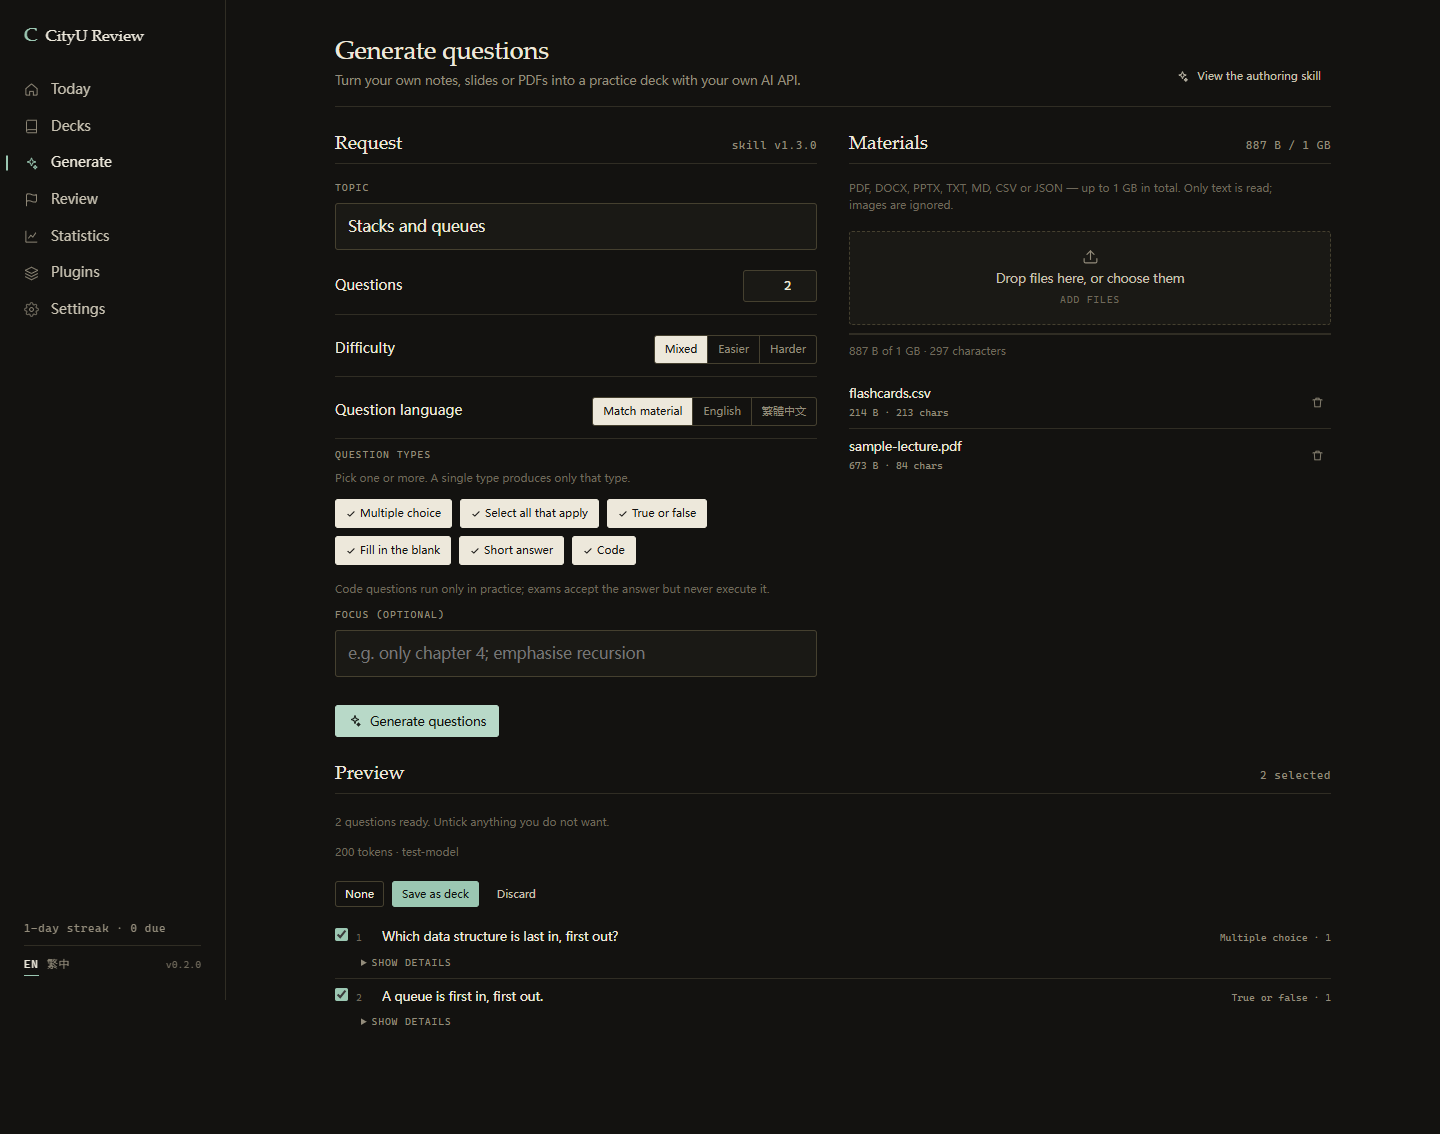 C CityU Review
Today
Decks
Generate
Review
Statistics
Plugins
Settings
1-day streak · 0 due
EN 繁中 v0.2.0
Generate questions
Turn your own notes, slides or PDFs into a practice deck with your own AI API.
View the authoring skill
Request skill v1.3.0
TOPIC
Stacks and queues
Questions 2
Difficulty Mixed Easier Harder
Question language Match material English 繁體中文
QUESTION TYPES
Pick one or more. A single type produces only that type.
Multiple choice Select all that apply True or false
Fill in the blank Short answer Code
Code questions run only in practice; exams accept the answer but never execute it.
FOCUS (OPTIONAL)
e.g. only chapter 4; emphasise recursion
Generate questions
Materials 887 B / 1 GB
PDF, DOCX, PPTX, TXT, MD, CSV or JSON — up to 1 GB in total. Only text is read;
images are ignored.
Drop files here, or choose them
ADD FILES
887 B of 1 GB · 297 characters
flashcards.csv
214 B · 213 chars
sample-lecture.pdf
673 B · 84 chars
Preview 2 selected
2 questions ready. Untick anything you do not want.
200 tokens · test-model
None Save as deck Discard
1 Which data structure is last in, first out? Multiple choice · 1
SHOW DETAILS
2 A queue is first in, first out. True or false · 1
SHOW DETAILS